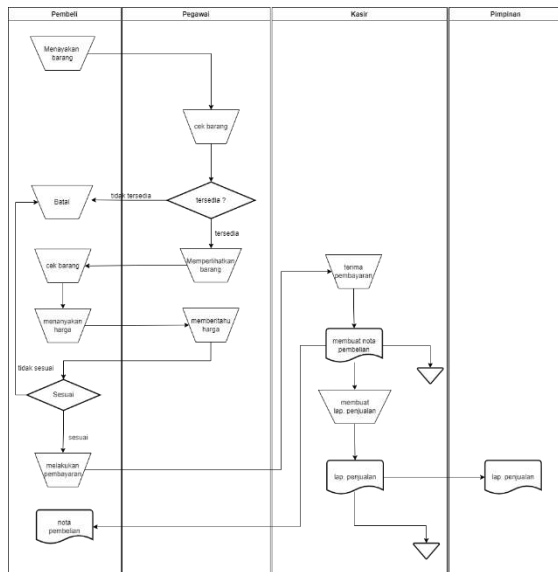 Pembeli
Pegawai
Kasir
Pimpinan
Menayakan
barang
cek barang
tersedia ?
tidak tersedia
Batal
tersedia
Memperlihatkan
barang
cek barang
terima
pembayaran
menanyakan
harga
memberitahu
harga
membuat nota
pembelian
tidak sesuai
Sesuai
membuat
lap. penjualan
sesuai
melakukan
pembayaran
lap. penjualan
lap. penjualan
nota
pembelian